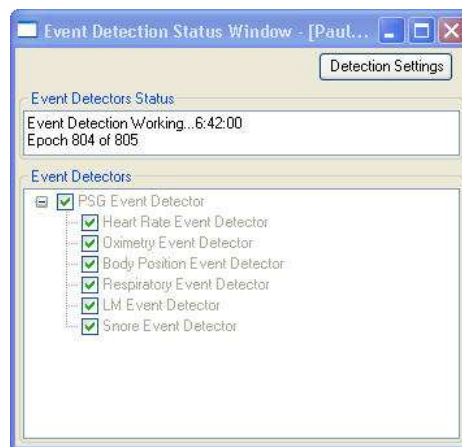 Event Detection Status Window - [Paul...
Detection Settings
Event Detectors Status
Event Detection Working...6:42:00
Epoch 804 of 805
Event Detectors
PSG Event Detector
Heart Rate Event Detector
Oximetry Event Detector
Body Position Event Detector
Respiratory Event Detector
LM Event Detector
Snore Event Detector